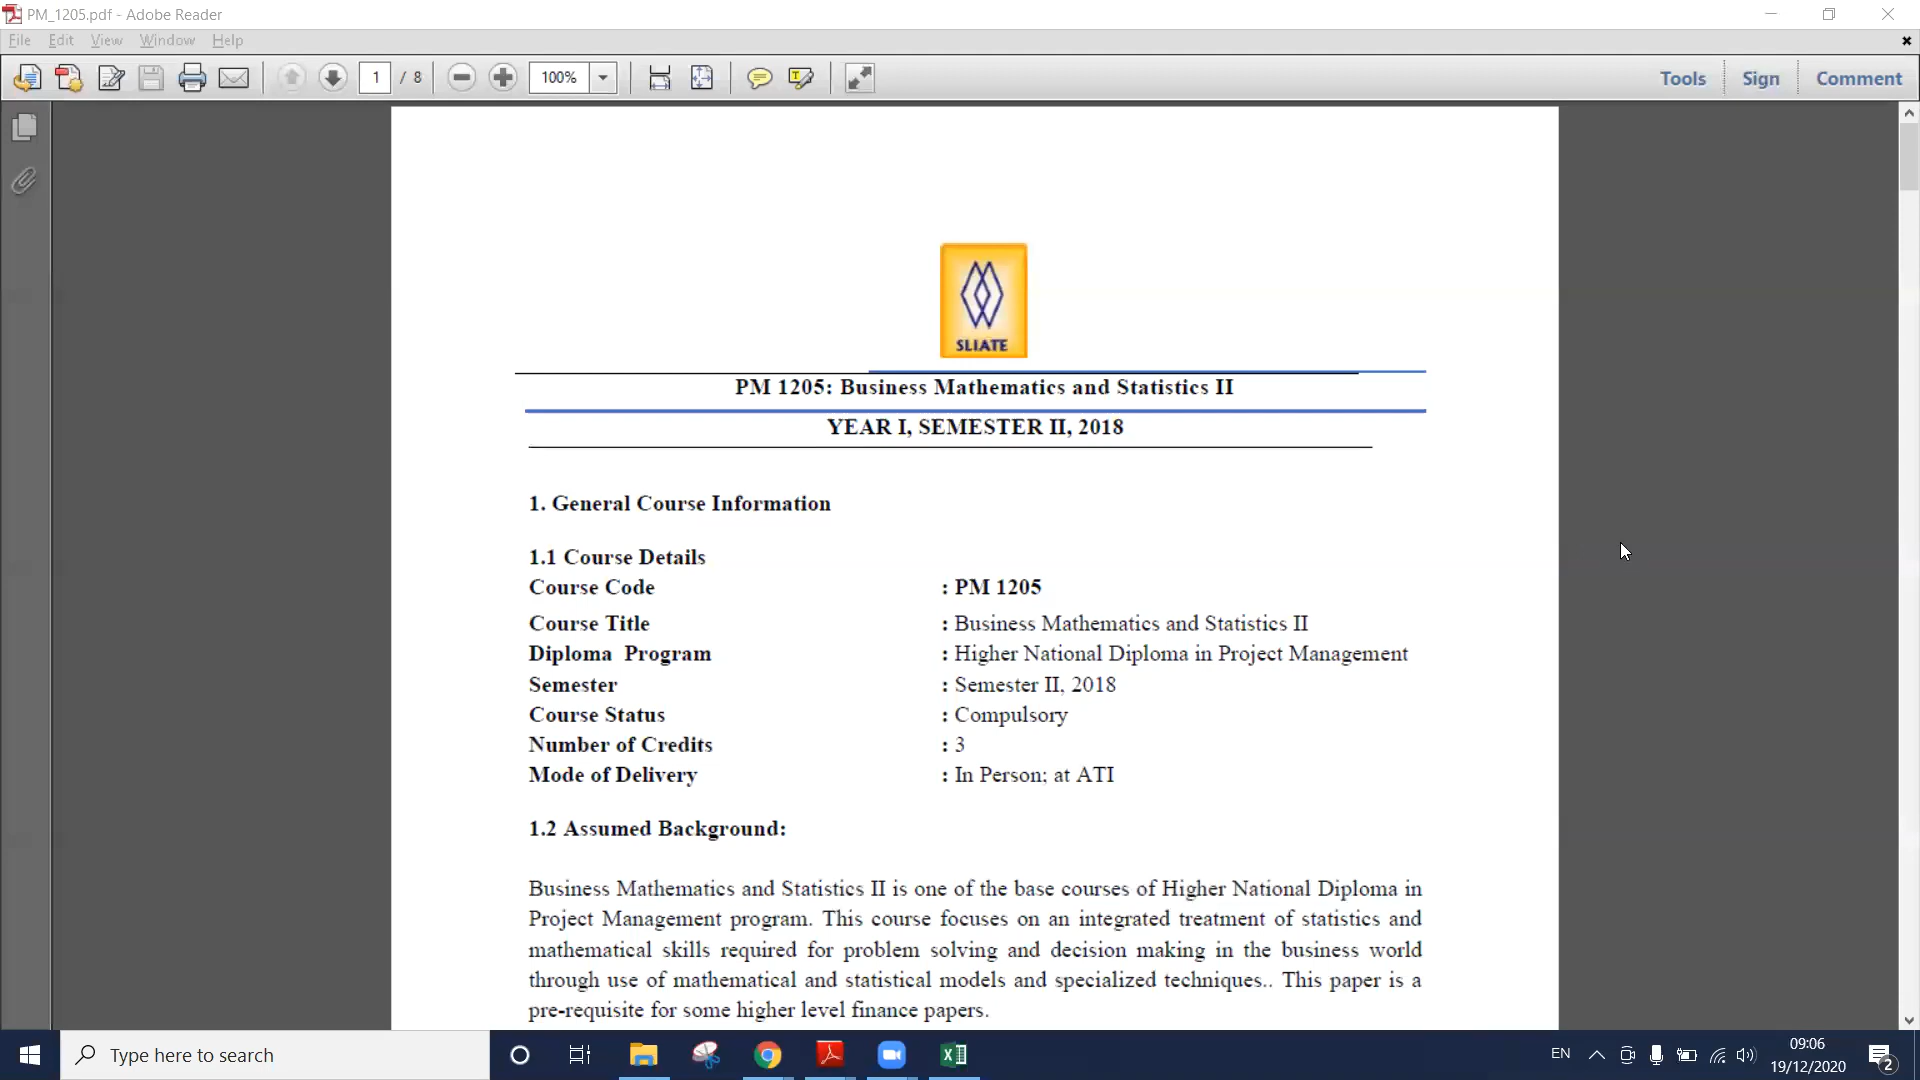 PM_1205.pdf - Adobe Reader
File Edit View Window Help
1 / 8 100% Tools Sign Comment
SLIATE
PM 1205: Business Mathematics and Statistics II
YEAR I, SEMESTER II, 2018
1. General Course Information
1.1 Course Details
Course Code : PM 1205
Course Title : Business Mathematics and Statistics II
Diploma Program : Higher National Diploma in Project Management
Semester : Semester II, 2018
Course Status : Compulsory
Number of Credits : 3
Mode of Delivery : In Person; at ATI
1.2 Assumed Background:
Business Mathematics and Statistics II is one of the base courses of Higher National Diploma in
Project Management program. This course focuses on an integrated treatment of statistics and
mathematical skills required for problem solving and decision making in the business world
through use of mathematical and statistical models and specialized techniques.. This paper is a
pre-requisite for some higher level finance papers.
Type here to search
EN
09:06
19/12/2020
2